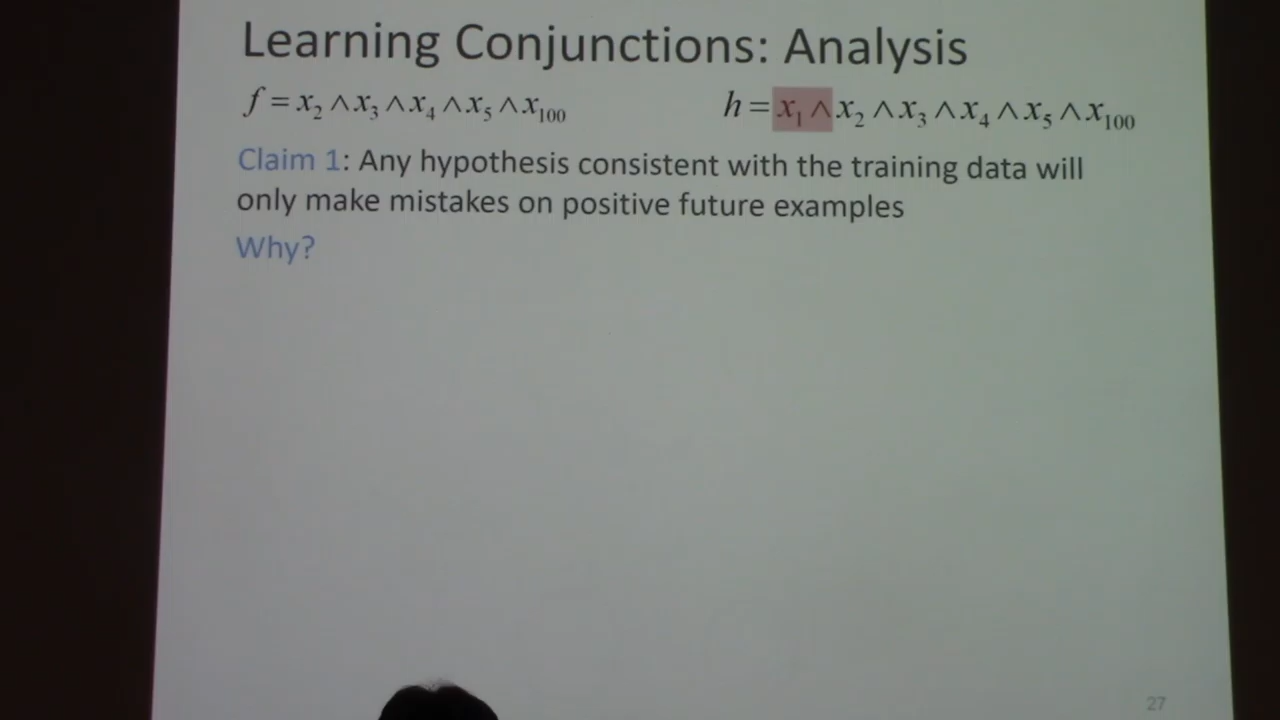 Learning Conjunctions: Analysis
f = x₂ ∧ x₃ ∧ x₄ ∧ x₅ ∧ x₁₀₀
h = x₁ ∧ x₂ ∧ x₃ ∧ x₄ ∧ x₅ ∧ x₁₀₀
Claim 1: Any hypothesis consistent with the training data will
only make mistakes on positive future examples
Why?
27